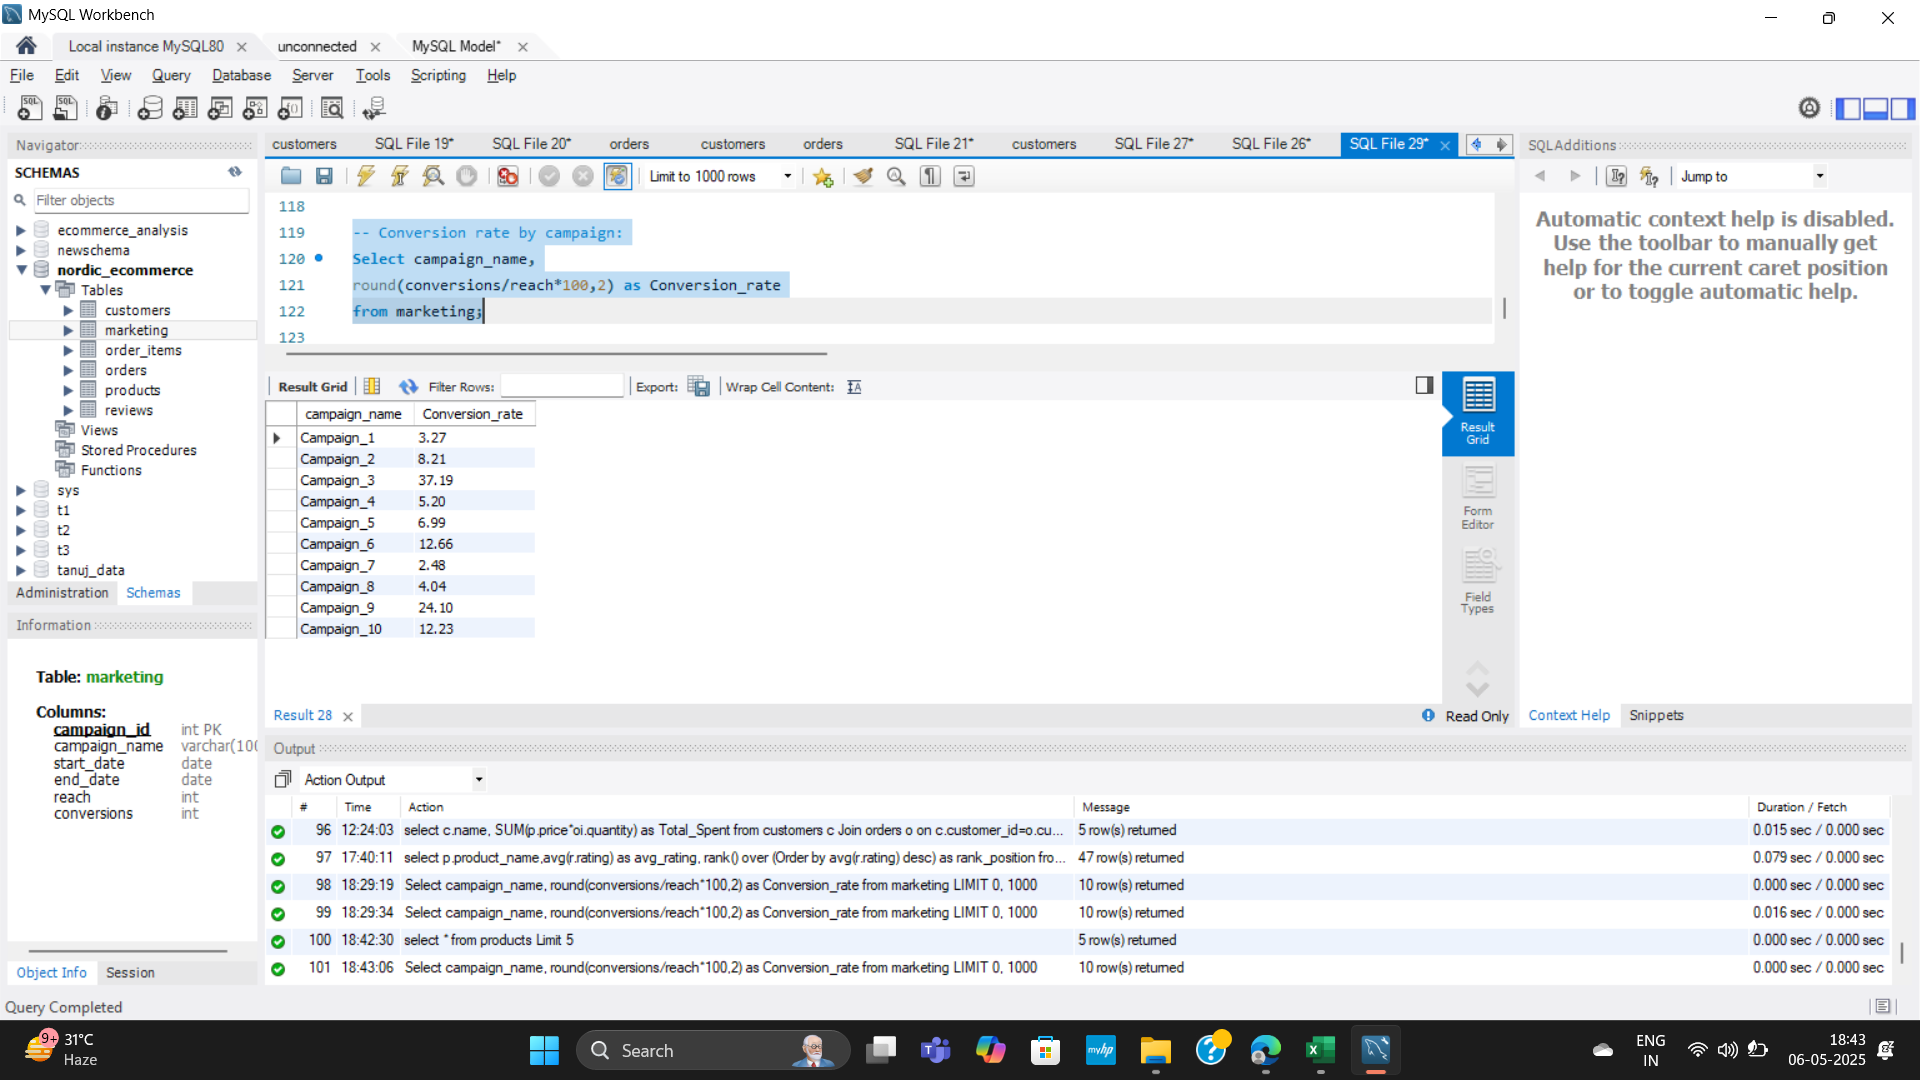 MySQL Workbench
Local instance MySQL80
unconnected
MySQL Model*
File Edit View Query Database Server Tools Scripting Help
Navigator
SCHEMAS
Filter objects
ecommerce_analysis
newschema
nordic_ecommerce
Tables
customers
marketing
order_items
orders
products
reviews
Views
Stored Procedures
Functions
sys
t1
t2
t3
tanuj_data
Administration Schemas
Information
Table: marketing
Columns:
campaign_id int PK
campaign_name varchar(100
start_date date
end_date date
reach int
conversions int
Object Info Session
customers SQL File 19* SQL File 20* orders customers orders SQL File 21* customers SQL File 27* SQL File 26* SQL File 29*
Limit to 1000 rows
118
119 -- Conversion rate by campaign:
120 Select campaign_name,
121 round(conversions/reach*100,2) as Conversion_rate
122 from marketing;
123
Result Grid Filter Rows: Export: Wrap Cell Content:
campaign_name Conversion_rate
Campaign_1 3.27
Campaign_2 8.21
Campaign_3 37.19
Campaign_4 5.20
Campaign_5 6.99
Campaign_6 12.66
Campaign_7 2.48
Campaign_8 4.04
Campaign_9 24.10
Campaign_10 12.23
Result
Grid
Form
Editor
Field
Types
Result 28
Read Only
SQLAdditions
Jump to
Automatic context help is disabled.
Use the toolbar to manually get
help for the current caret position
or to toggle automatic help.
Context Help Snippets
Output
Action Output
# Time Action Message Duration / Fetch
96 12:24:03 select c.name, SUM(p.price*oi.quantity) as Total_Spent from customers c Join orders o on c.customer_id=o.cu... 5 row(s) returned 0.015 sec / 0.000 sec
97 17:40:11 select p.product_name,avg(r.rating) as avg_rating, rank() over (Order by avg(r.rating) desc) as rank_position fro... 47 row(s) returned 0.079 sec / 0.000 sec
98 18:29:19 Select campaign_name, round(conversions/reach*100,2) as Conversion_rate from marketing LIMIT 0, 1000 10 row(s) returned 0.000 sec / 0.000 sec
99 18:29:34 Select campaign_name, round(conversions/reach*100,2) as Conversion_rate from marketing LIMIT 0, 1000 10 row(s) returned 0.016 sec / 0.000 sec
100 18:42:30 select * from products Limit 5 5 row(s) returned 0.000 sec / 0.000 sec
101 18:43:06 Select campaign_name, round(conversions/reach*100,2) as Conversion_rate from marketing LIMIT 0, 1000 10 row(s) returned 0.000 sec / 0.000 sec
Query Completed
9+
31°C
Haze
Search
myhp
ENG
IN
18:43
06-05-2025